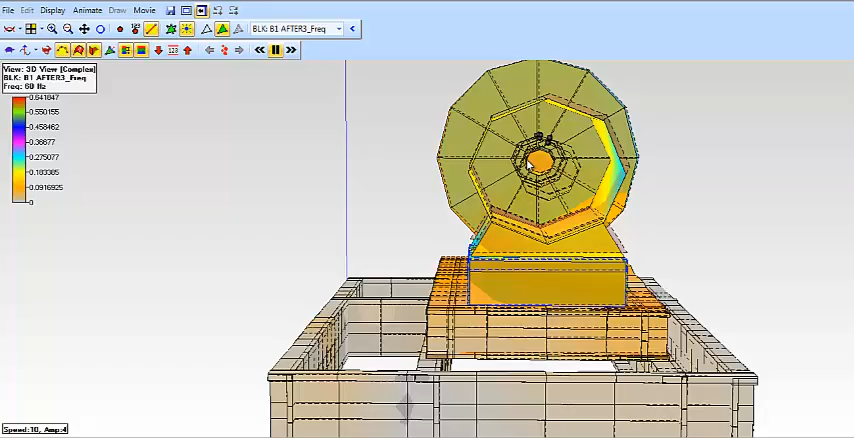 File Edit Display Animate Draw Movie
123 BLK: B1 AFTER3_Freq
123
View: 3D View [Complex]
BLK: B1 AFTER3_Freq
Freq: 60 Hz
0.641847
0.550155
0.458462
0.36677
0.275077
0.183385
0.0916925
0
Speed:10, Amp:4